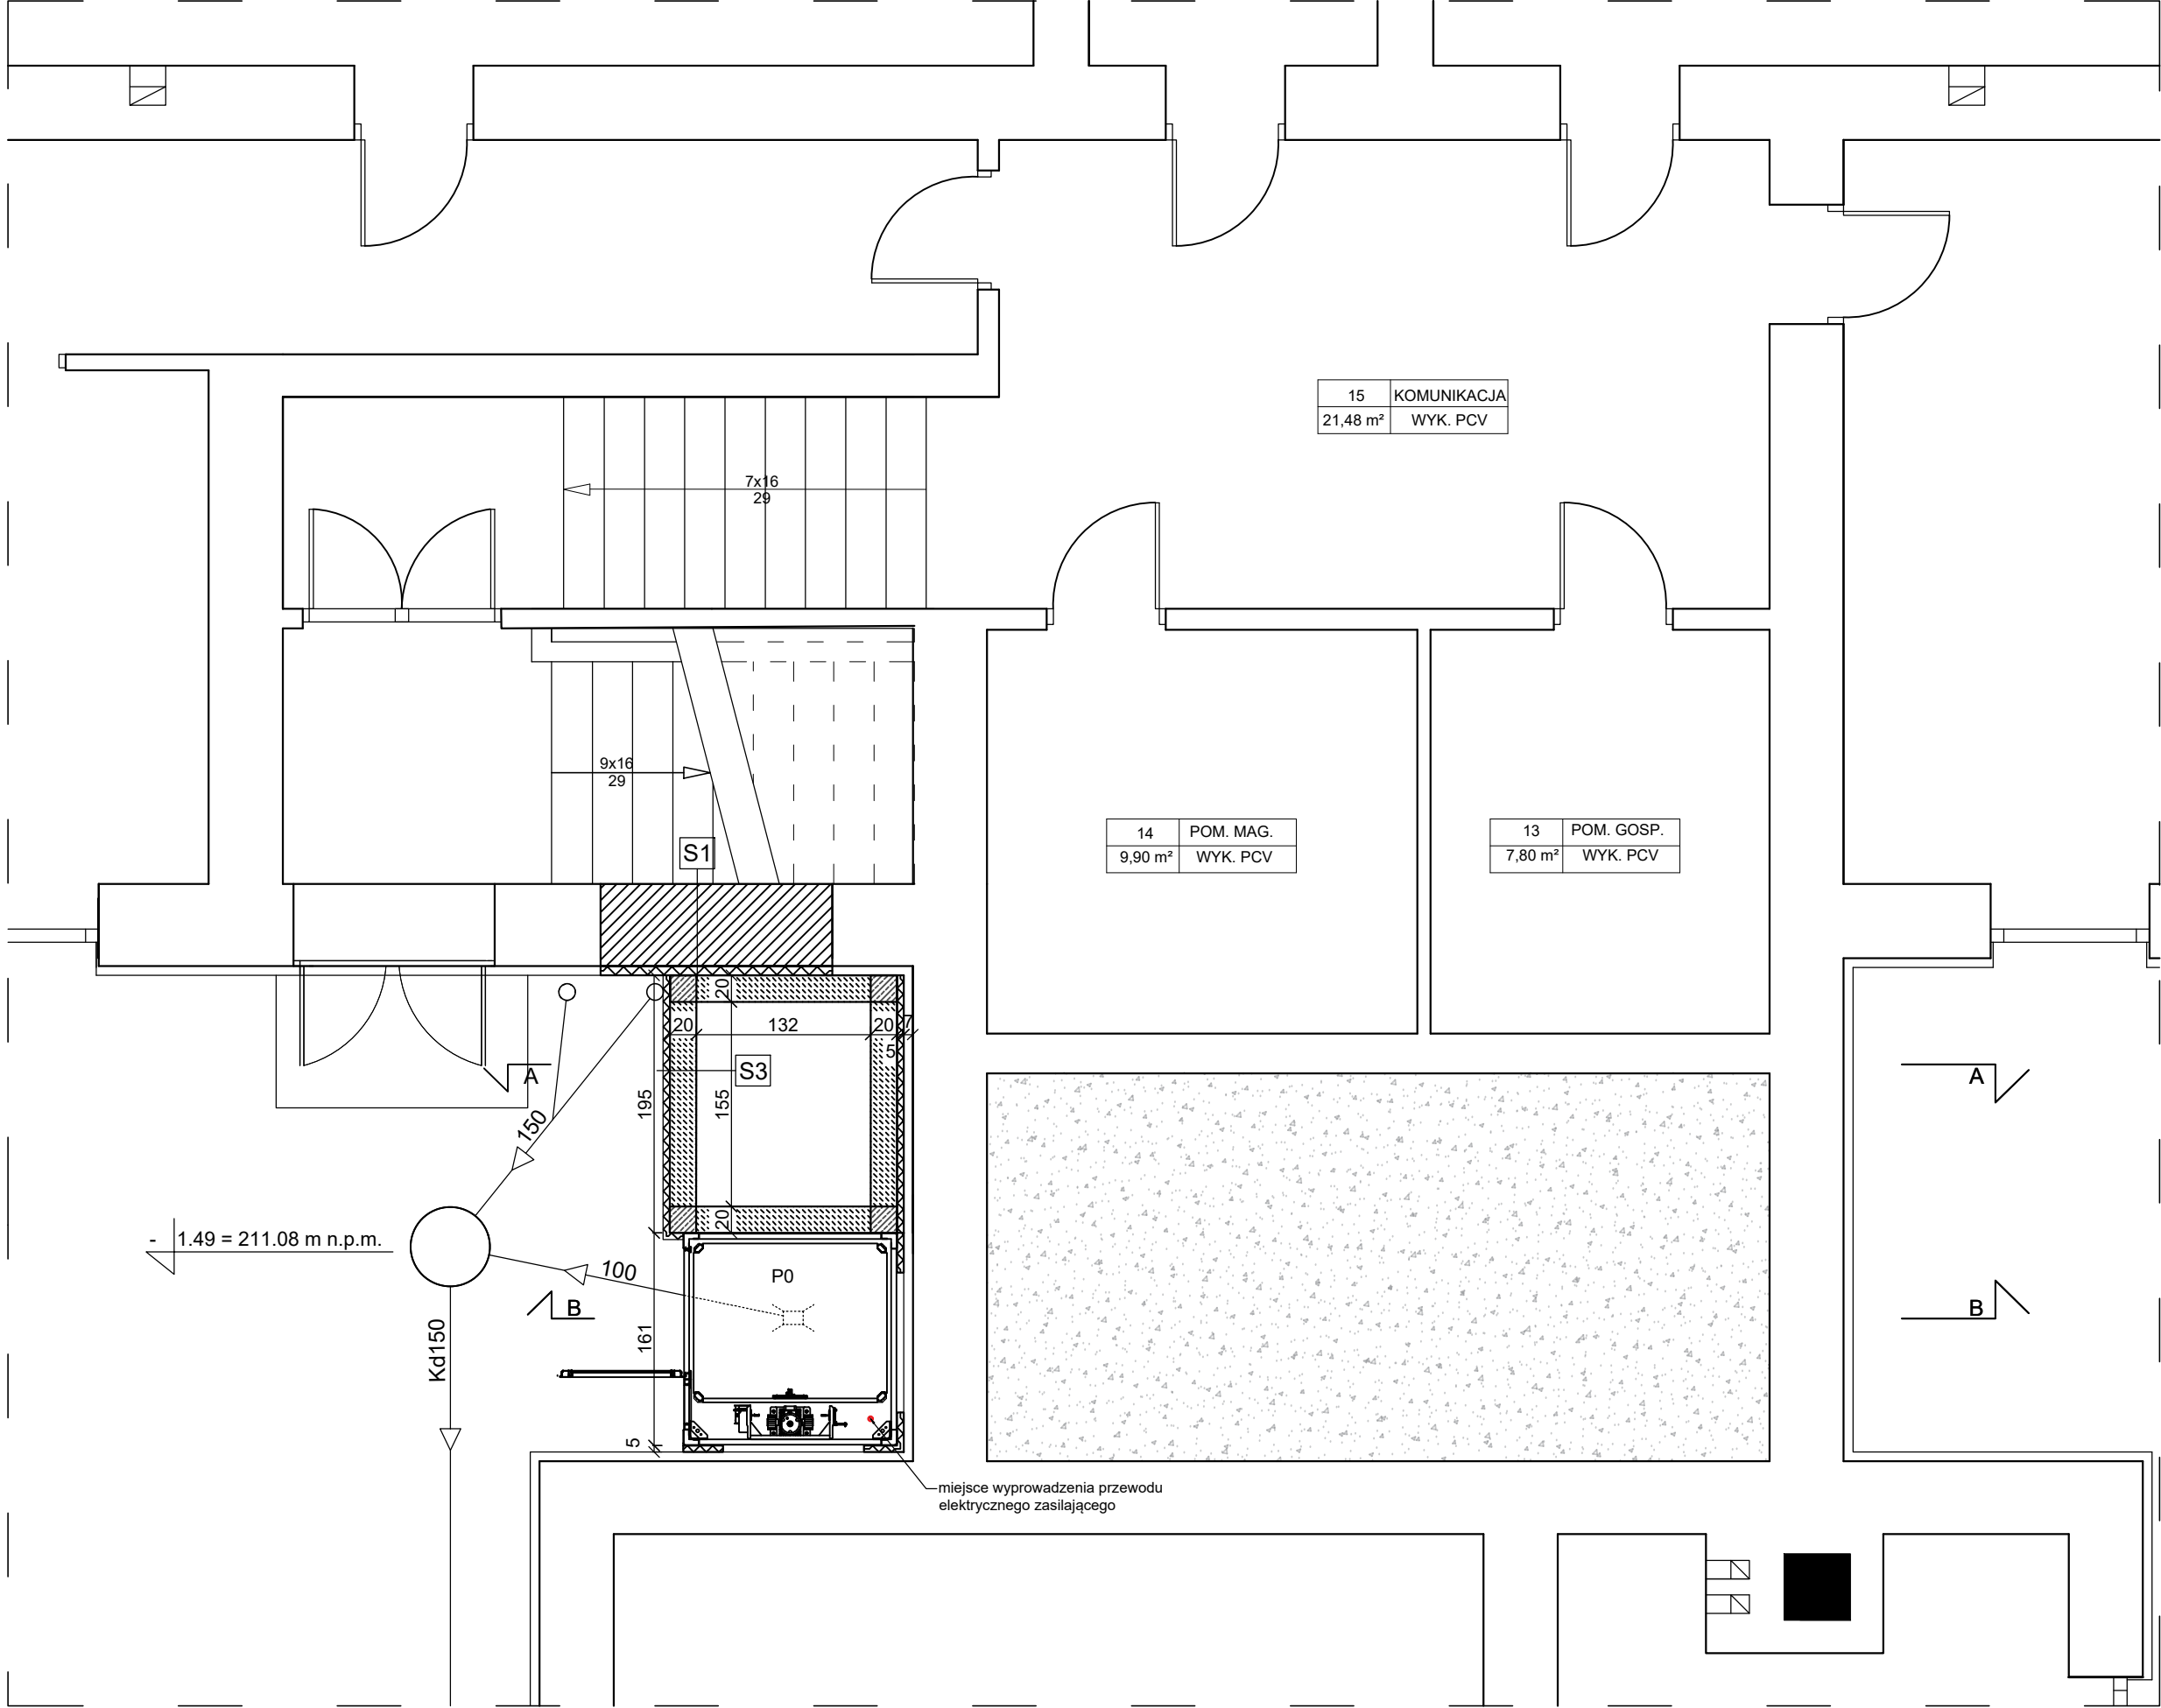 15 KOMUNIKACJA
21,48 m² WYK. PCV
7x16
29
9x16
29
S1
14 POM. MAG.
9,90 m² WYK. PCV
13 POM. GOSP.
7,80 m² WYK. PCV
20
20 132 20 7
5
S3
A
A
195
155
150
20
- 1.49 = 211.08 m n.p.m.
100
P0
B
B
161
Kd150
5
miejsce wyprowadzenia przewodu
elektrycznego zasilającego